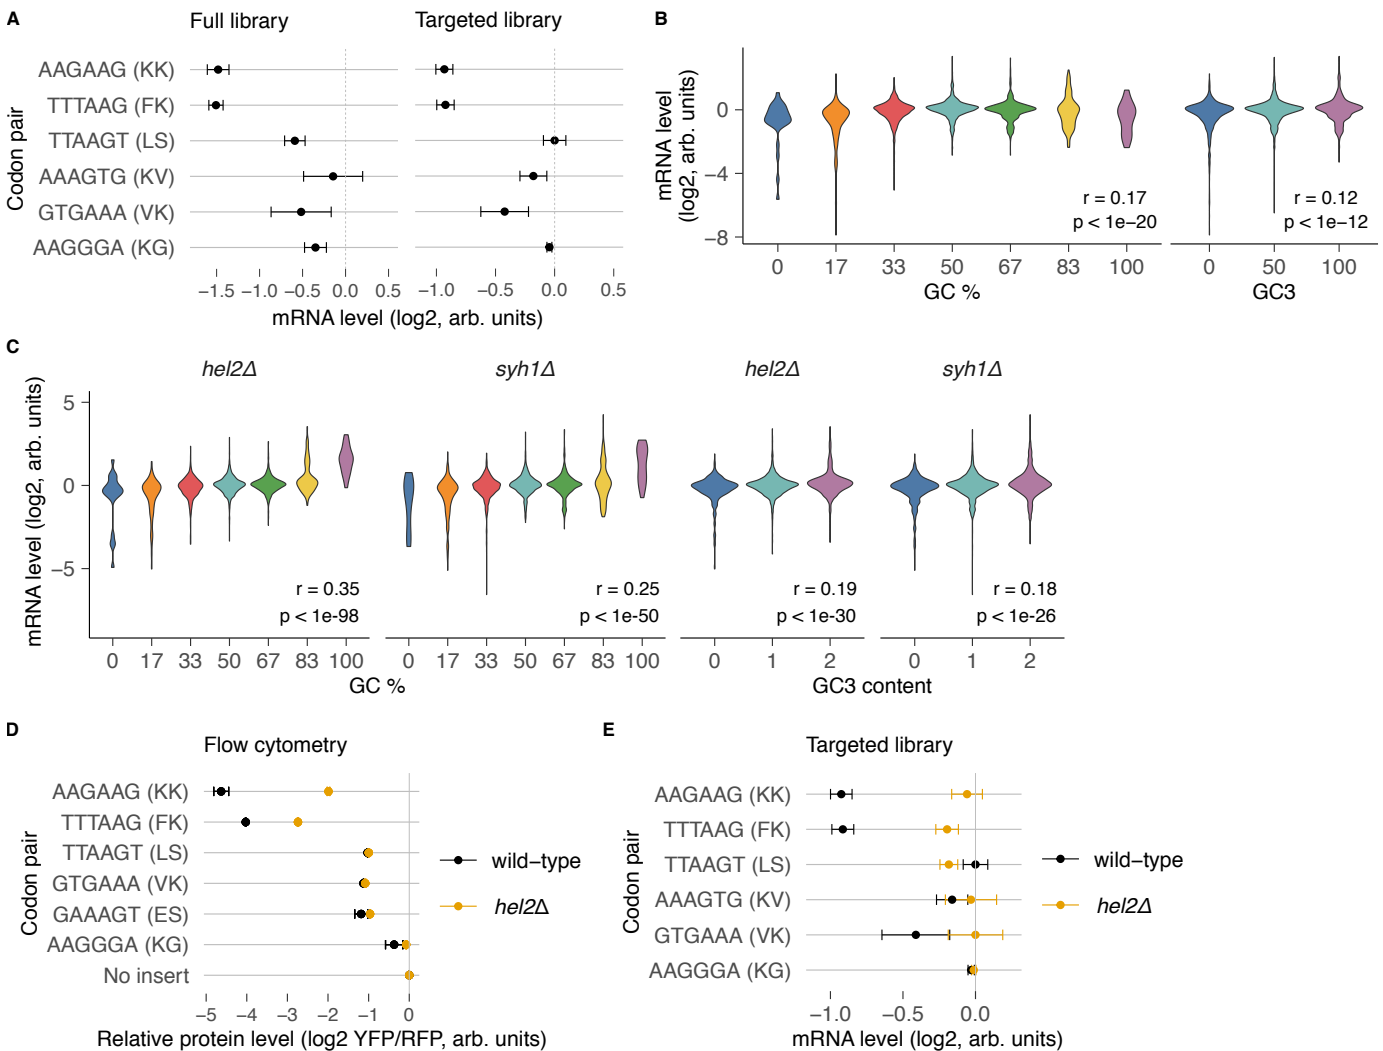 A
Full library
Targeted library
Codon pair
AAGAAG (KK)
TTTAAG (FK)
TTAAGT (LS)
AAAGTG (KV)
GTGAAA (VK)
AAGGGA (KG)
−1.5 −1.0 −0.5 0.0 0.5
−1.0 −0.5 0.0 0.5
mRNA level (log2, arb. units)
B
mRNA level
(log2, arb. units)
0
−4
−8
r = 0.17
p < 1e−20
r = 0.12
p < 1e−12
0 17 33 50 67 83 100
0 50 100
GC %
GC3
C
hel2Δ
syh1Δ
hel2Δ
syh1Δ
mRNA level (log2, arb. units)
5
0
−5
r = 0.35
p < 1e-98
r = 0.25
p < 1e-50
r = 0.19
p < 1e-30
r = 0.18
p < 1e-26
0 17 33 50 67 83 100
0 17 33 50 67 83 100
0 1 2
0 1 2
GC %
GC3 content
D
Flow cytometry
Codon pair
AAGAAG (KK)
TTTAAG (FK)
TTAAGT (LS)
GTGAAA (VK)
GAAAGT (ES)
AAGGGA (KG)
No insert
wild−type
hel2Δ
−5 −4 −3 −2 −1 0
Relative protein level (log2 YFP/RFP, arb. units)
E
Targeted library
Codon pair
AAGAAG (KK)
TTTAAG (FK)
TTAAGT (LS)
AAAGTG (KV)
GTGAAA (VK)
AAGGGA (KG)
wild−type
hel2Δ
−1.0 −0.5 0.0
mRNA level (log2, arb. units)